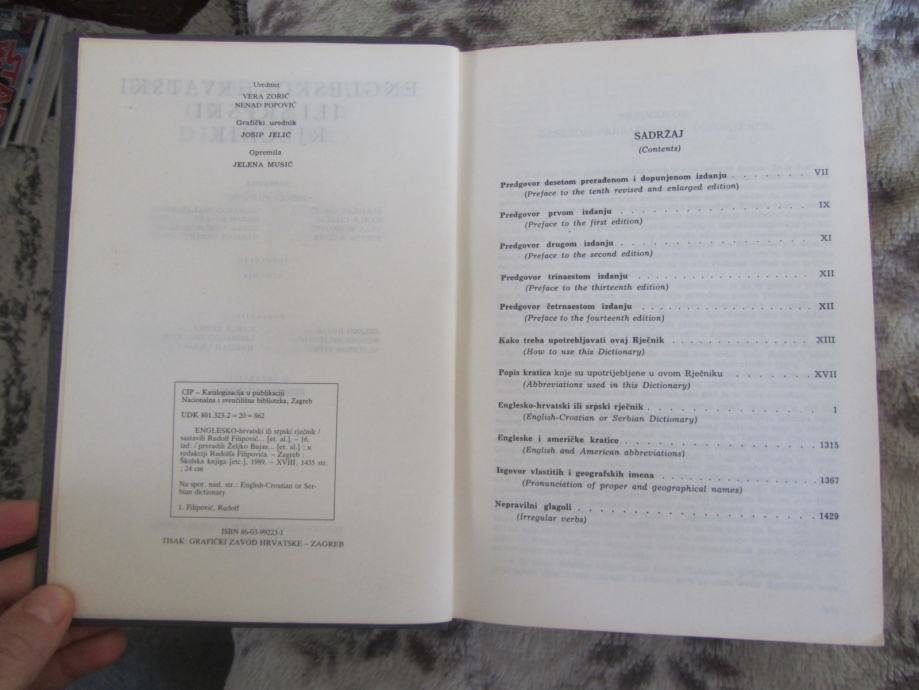 Urednici
VERA ZORIĆ
NENAD POPOVIĆ
Grafički urednik
JOSIP JELIĆ
Opremila
JELENA MUSIĆ
CIP – Katalogizacija u publikaciji
Nacionalna i sveučilišna biblioteka, Zagreb
UDK 801.323.2 = 20 = 862
ENGLESKO-hrvatski ili srpski rječnik /
sastavili Rudolf Filipović... [et. al.]. – 16.
izd. / preradili Željko Bujas... [et. al.] ; u
redakciji Rudolfa Filipovića. – Zagreb :
Školska knjiga [etc.], 1989. – XVIII, 1435 str.
; 24 cm
Na spor. nasl. str.: English-Croatian or Ser-
bian dictionary.
1. Filipović, Rudolf
ISBN 86-03-99223-1
TISAK: GRAFIČKI ZAVOD HRVATSKE – ZAGREB
SADRŽAJ
(Contents)
Predgovor desetom prerađenom i dopunjenom izdanju . . . . . . . . VII
(Preface to the tenth revised and enlarged edition)
Predgovor prvom izdanju . . . . . . . . . . . . . . . . . IX
(Preface to the first edition)
Predgovor drugom izdanju . . . . . . . . . . . . . . . . . XI
(Preface to the second edition)
Predgovor trinaestom izdanju . . . . . . . . . . . . . . . . XII
(Preface to the thirteenth edition)
Predgovor četrnaestom izdanju . . . . . . . . . . . . . . . XII
(Preface to the fourteenth edition)
Kako treba upotrebljavati ovaj Rječnik . . . . . . . . . . . . XIII
(How to use this Dictionary)
Popis kratica koje su upotrijebljene u ovom Rječniku . . . . . . . . XVII
(Abbreviations used in this Dictionary)
Englesko-hrvatski ili srpski rječnik . . . . . . . . . . . . . . 1
(English-Croatian or Serbian Dictionary)
Engleske i američke kratice . . . . . . . . . . . . . . . . 1315
(English and American abbreviations)
Izgovor vlastitih i geografskih imena . . . . . . . . . . . . . 1367
(Pronunciation of proper and geographical names)
Nepravilni glagoli . . . . . . . . . . . . . . . . . . . 1429
(Irregular verbs)